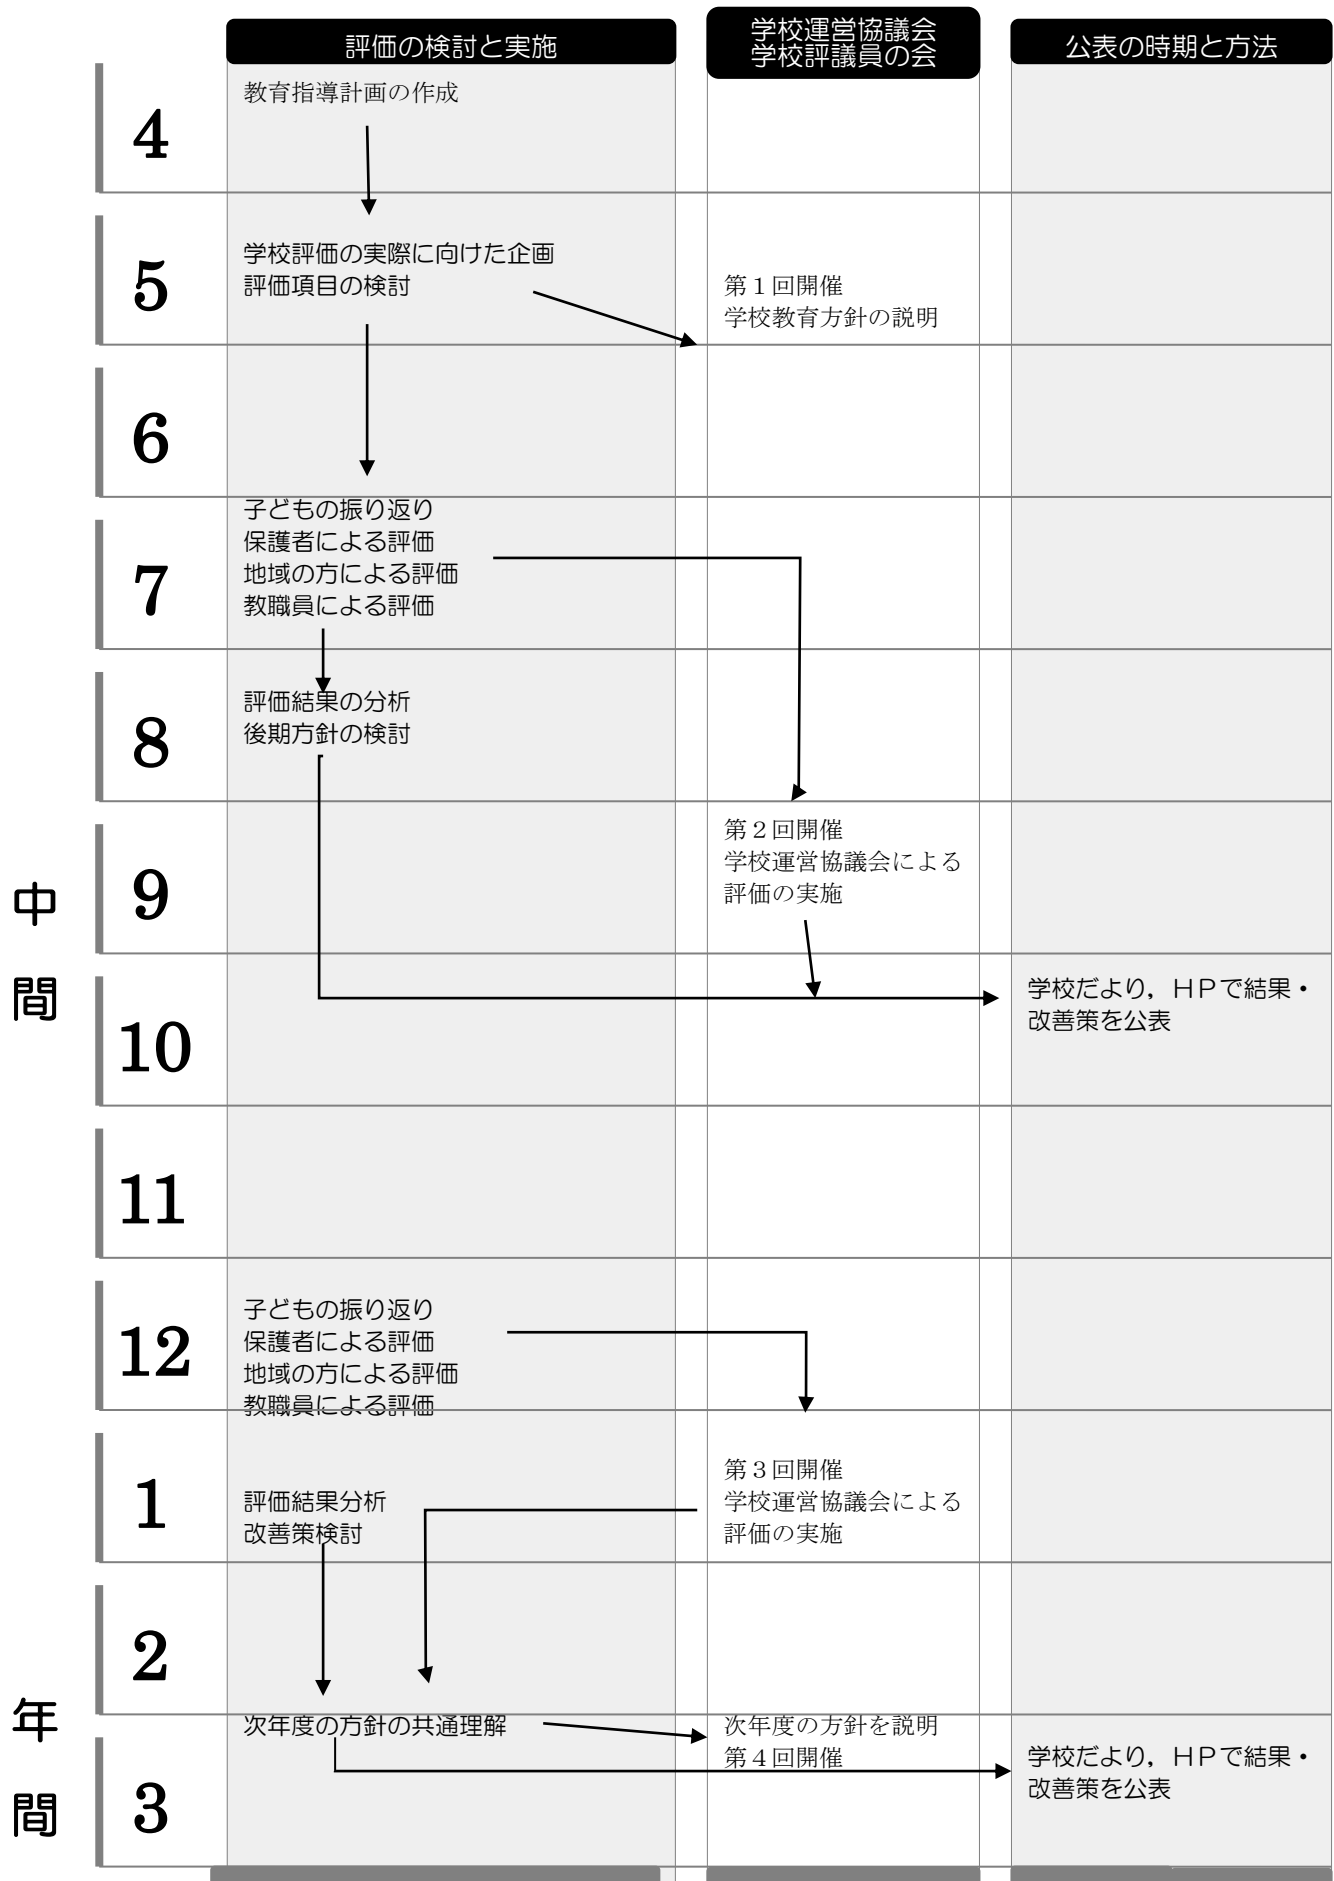 評価の検討と実施
学校運営協議会
学校評議員の会
公表の時期と方法
4
教育指導計画の作成
5
学校評価の実際に向けた企画
評価項目の検討
第１回開催
学校教育方針の説明
6
7
子どもの振り返り
保護者による評価
地域の方による評価
教職員による評価
8
評価結果の分析
後期方針の検討
中
間
9
第２回開催
学校運営協議会による
評価の実施
10
学校だより，ＨＰで結果・
改善策を公表
11
12
子どもの振り返り
保護者による評価
地域の方による評価
教職員による評価
1
評価結果分析
改善策検討
第３回開催
学校運営協議会による
評価の実施
2
年
間
3
次年度の方針の共通理解
次年度の方針を説明
第４回開催
学校だより，ＨＰで結果・
改善策を公表